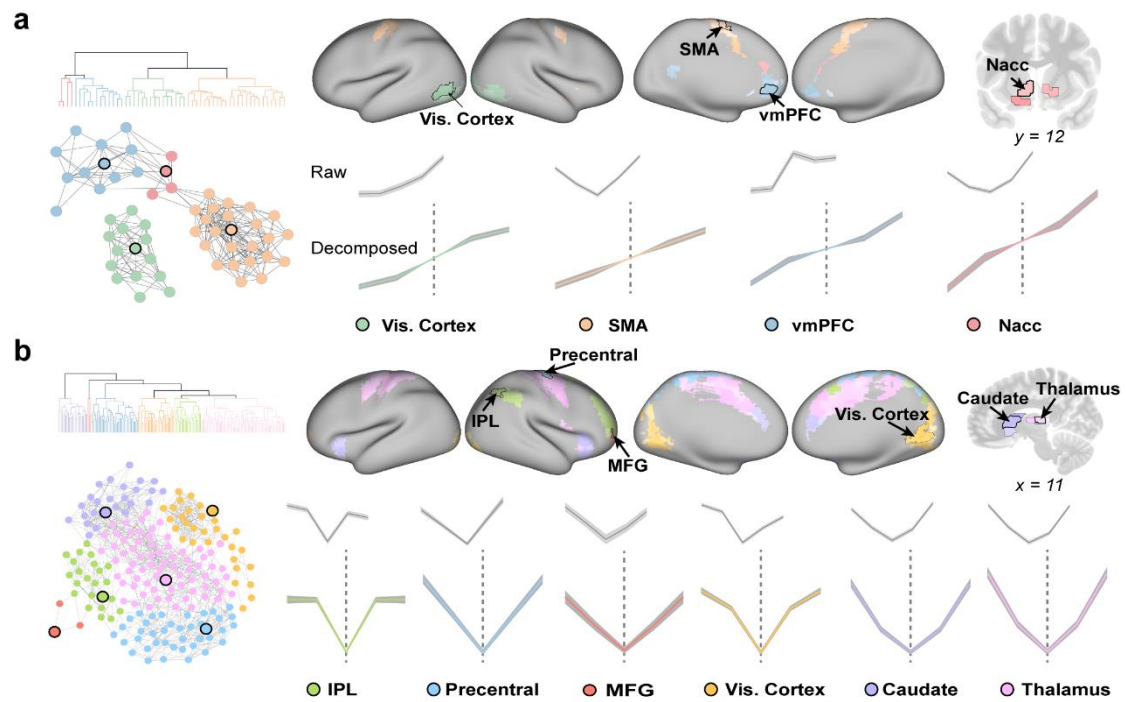 a
SMA
Nacc
Vis. Cortex
vmPFC
y = 12
Raw
Decomposed
Vis. Cortex
SMA
vmPFC
Nacc
b
Precentral
IPL
MFG
Vis. Cortex
Caudate
Thalamus
x = 11
IPL
Precentral
MFG
Vis. Cortex
Caudate
Thalamus